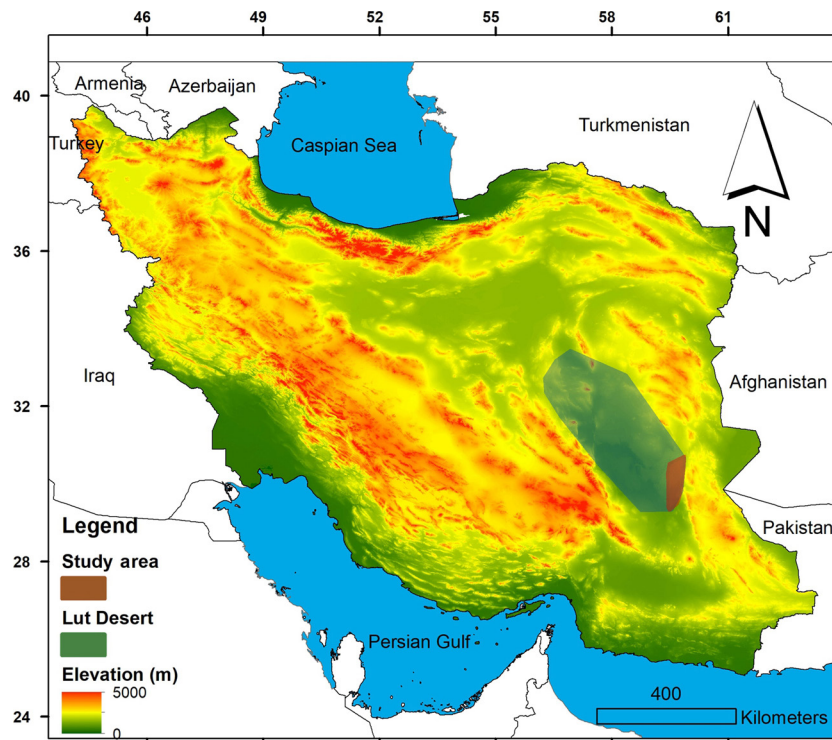 46 49 52 55 58 61
40
36
32
28
24
Armenia
Azerbaijan
Turkey
Caspian Sea
Turkmenistan
N
Iraq
Afghanistan
Pakistan
Persian Gulf
Legend
Study area
Lut Desert
Elevation (m)
5000
0
400
Kilometers